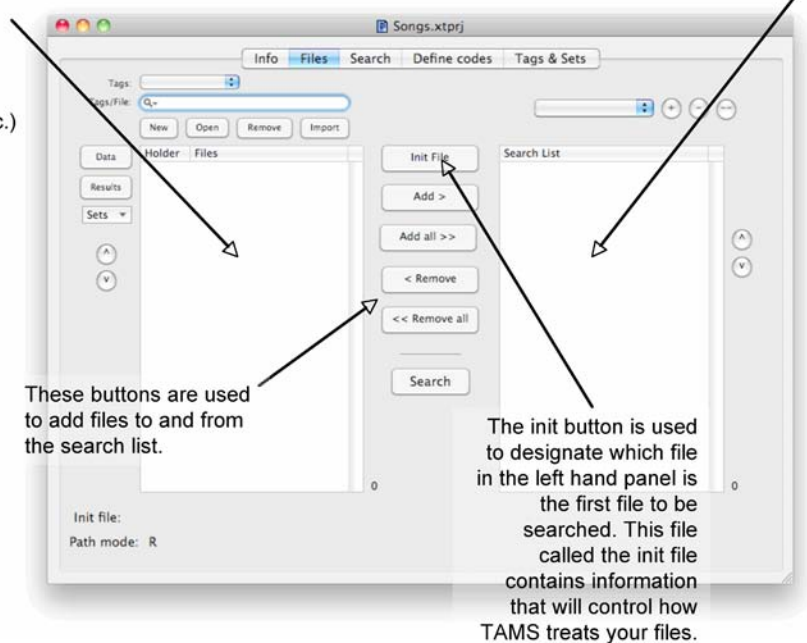 Songs.xtprj
Info Files Search Define codes Tags & Sets
Tags:
Tags/File:
c.)
New Open Remove Import
+ - --
Data
Results
Sets
Holder Files
Init File
Add >
Add all >>
< Remove
<< Remove all
Search
Search List
^
v
^
v
0
0
Init file:
Path mode: R
These buttons are used
to add files to and from
the search list.
The init button is used
to designate which file
in the left hand panel is
the first file to be
searched. This file
called the init file
contains information
that will control how
TAMS treats your files.